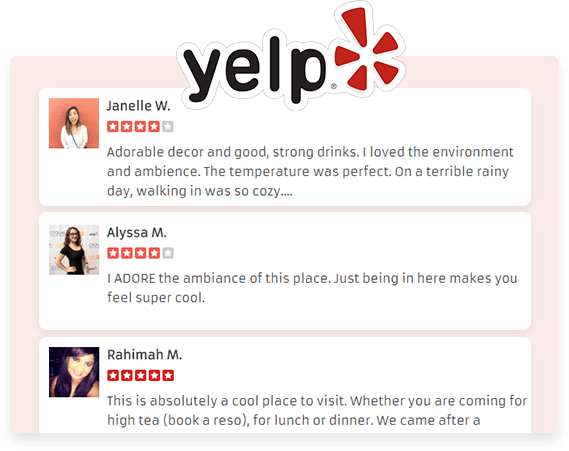 yelp®
Janelle W.
Adorable decor and good, strong drinks. I loved the environment
and ambience. The temperature was perfect. On a terrible rainy
day, walking in was so cozy....
Alyssa M.
I ADORE the ambiance of this place. Just being in here makes you
feel super cool.
Rahimah M.
This is absolutely a cool place to visit. Whether you are coming for
high tea (book a reso), for lunch or dinner. We came after a